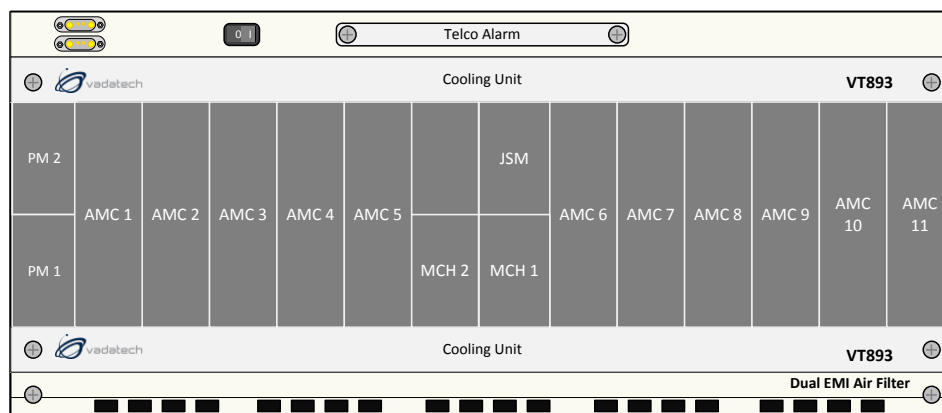 0 I
Telco Alarm
vadatech
Cooling Unit
VT893
PM 2
JSM
AMC 1
AMC 2
AMC 3
AMC 4
AMC 5
AMC 6
AMC 7
AMC 8
AMC 9
AMC
10
AMC
11
PM 1
MCH 2
MCH 1
vadatech
Cooling Unit
VT893
Dual EMI Air Filter